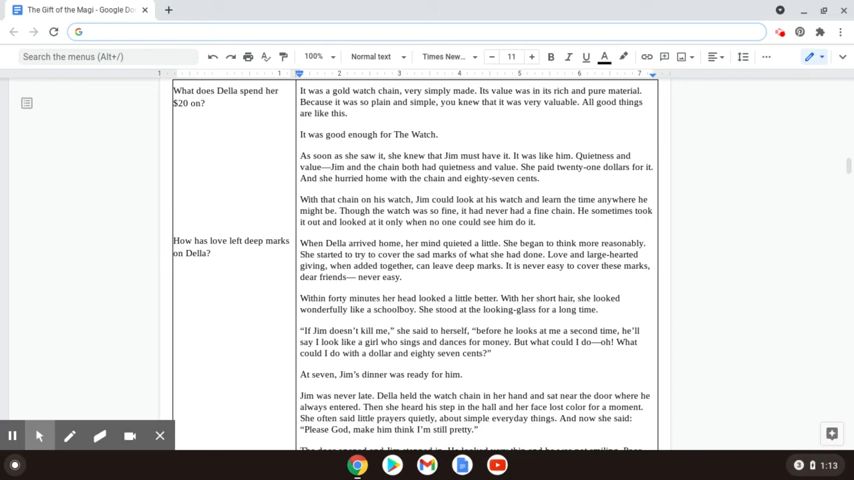 The Gift of the Magi - Google Do
Search the menus (Alt+/)
100%
Normal text
Times New...
11
1 1 2 3 4 5 6 7
What does Della spend her
$20 on?
It was a gold watch chain, very simply made. Its value was in its rich and pure material.
Because it was so plain and simple, you knew that it was very valuable. All good things
are like this.
It was good enough for The Watch.
As soon as she saw it, she knew that Jim must have it. It was like him. Quietness and
value—Jim and the chain both had quietness and value. She paid twenty-one dollars for it.
And she hurried home with the chain and eighty-seven cents.
With that chain on his watch, Jim could look at his watch and learn the time anywhere he
might be. Though the watch was so fine, it had never had a fine chain. He sometimes took
it out and looked at it only when no one could see him do it.
How has love left deep marks
on Della?
When Della arrived home, her mind quieted a little. She began to think more reasonably.
She started to try to cover the sad marks of what she had done. Love and large-hearted
giving, when added together, can leave deep marks. It is never easy to cover these marks,
dear friends— never easy.
Within forty minutes her head looked a little better. With her short hair, she looked
wonderfully like a schoolboy. She stood at the looking-glass for a long time.
“If Jim doesn’t kill me,” she said to herself, “before he looks at me a second time, he’ll
say I look like a girl who sings and dances for money. But what could I do—oh! What
could I do with a dollar and eighty seven cents?”
At seven, Jim’s dinner was ready for him.
Jim was never late. Della held the watch chain in her hand and sat near the door where he
always entered. Then she heard his step in the hall and her face lost color for a moment.
She often said little prayers quietly, about simple everyday things. And now she said:
“Please God, make him think I’m still pretty.”
3 1:13